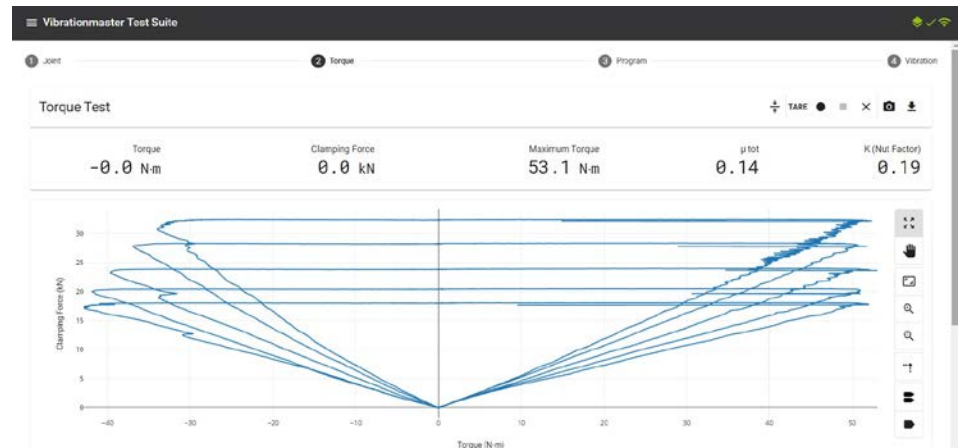 Vibrationmaster Test Suite
1 Joint 2 Torque 3 Program 4 Vibration
Torque Test
TARE
Torque Clamping Force Maximum Torque μ tot K (Nut Factor)
-0.0 N·m 0.0 kN 53.1 N·m 0.14 0.19
30
25
20
15
10
5
0
Clamping Force (kN)
−40 −30 −20 −10 0 10 20 30 40 50
Torque (N·m)